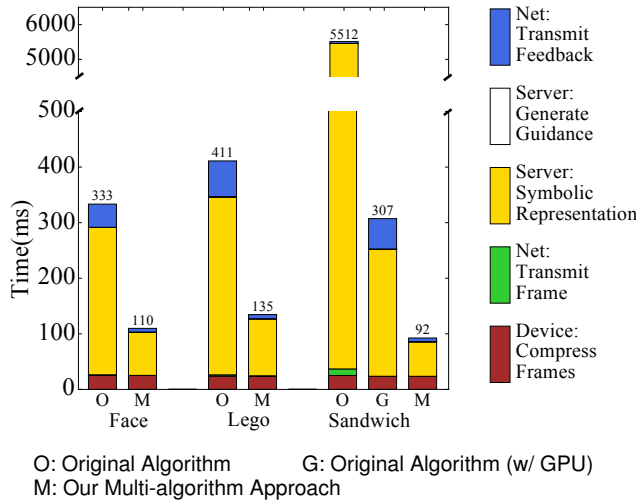 6000
5000
500
400
300
200
100
0
Time(ms)
333
110
411
135
5512
307
92
O M O M O G M
Face Lego Sandwich
Net:
Transmit
Feedback
Server:
Generate
Guidance
Server:
Symbolic
Representation
Net:
Transmit
Frame
Device:
Compress
Frames
O: Original Algorithm G: Original Algorithm (w/ GPU)
M: Our Multi-algorithm Approach